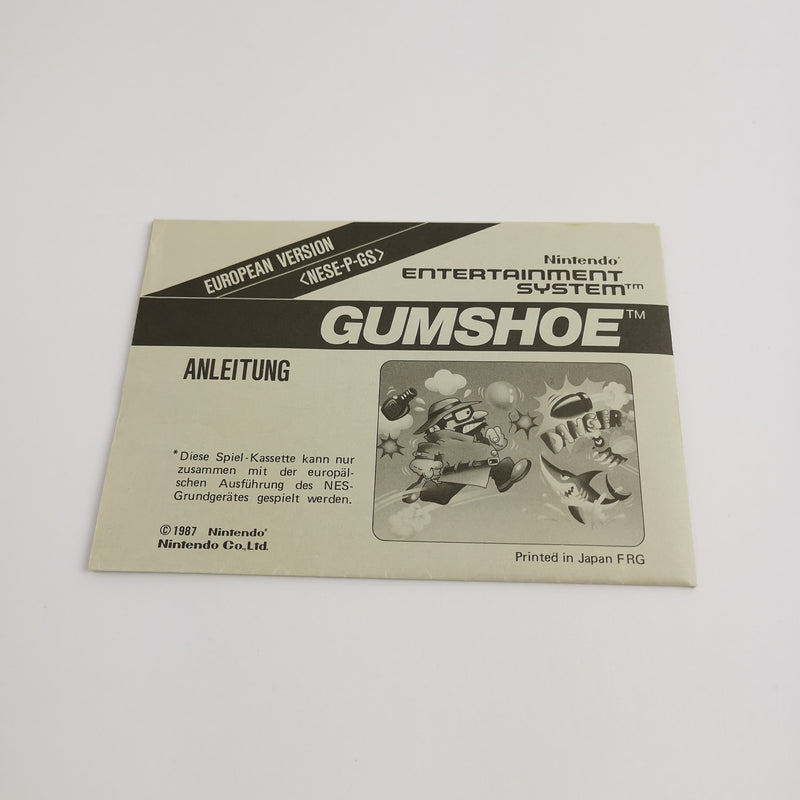 EUROPEAN VERSION
<NESE-P-GS>
Nintendo®
ENTERTAINMENT
SYSTEM™
GUMSHOE™
ANLEITUNG
DANGER
*Diese Spiel-Kassette kann nur
zusammen mit der europäl-
schen Ausführung des NES-
Grundgerätes gespielt werden.
©1987 Nintendo®
Nintendo Co.,Ltd.
Printed in Japan FRG